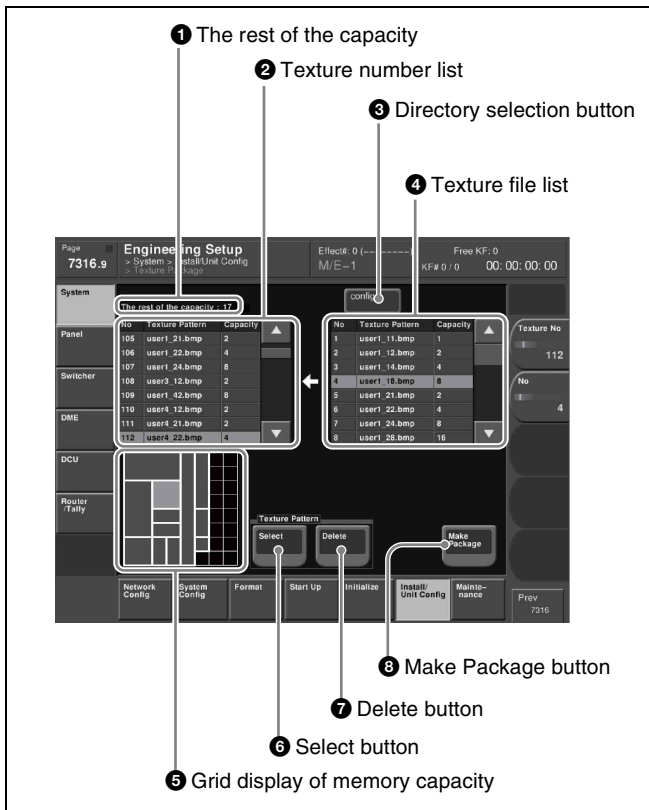 ❶ The rest of the capacity
❷ Texture number list
❸ Directory selection button
❹ Texture file list
Page
7316.9
Engineering Setup
> System > Install/Unit Config
> Texture Package
Effect#: 0 (--------)
Free KF: 0
M/E-1
KF# 0 / 0
00: 00: 00: 00
System
Panel
Switcher
DME
DCU
Router
/Tally
The rest of the capacity : 17
config
No Texture Pattern Capacity
105 user1_21.bmp 2
106 user1_22.bmp 4
107 user1_24.bmp 8
108 user3_12.bmp 2
109 user1_42.bmp 8
110 user4_12.bmp 2
111 user4_21.bmp 2
112 user4_22.bmp 4
No Texture Pattern Capacity
1 user1_11.bmp 1
2 user1_12.bmp 2
3 user1_14.bmp 4
4 user1_18.bmp 8
5 user1_21.bmp 2
6 user1_22.bmp 4
7 user1_24.bmp 8
8 user1_28.bmp 16
Texture No
112
No
4
Texture Pattern
Select
Delete
Make
Package
Network
Config
System
Config
Format
Start Up
Initialize
Install/
Unit Config
Mainte-
nance
Prev
7316
❽ Make Package button
❼ Delete button
❻ Select button
❺ Grid display of memory capacity